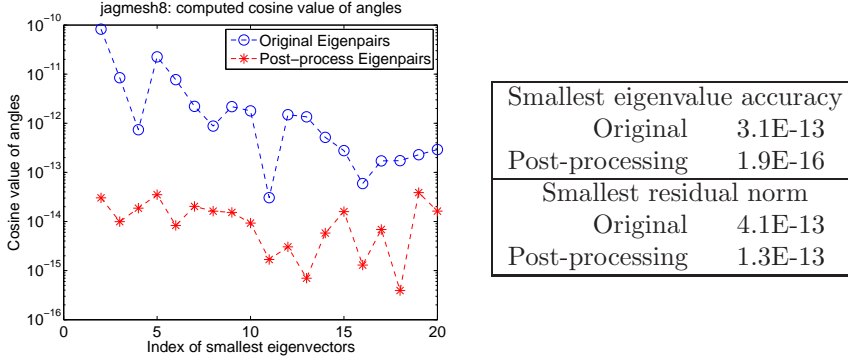 jagmesh8: computed cosine value of angles
Cosine value of angles
10^-10
10^-11
10^-12
10^-13
10^-14
10^-15
10^-16
Original Eigenpairs
Post-process Eigenpairs
0 5 10 15 20
Index of smallest eigenvectors
Smallest eigenvalue accuracy
Original 3.1E-13
Post-processing 1.9E-16
Smallest residual norm
Original 4.1E-13
Post-processing 1.3E-13